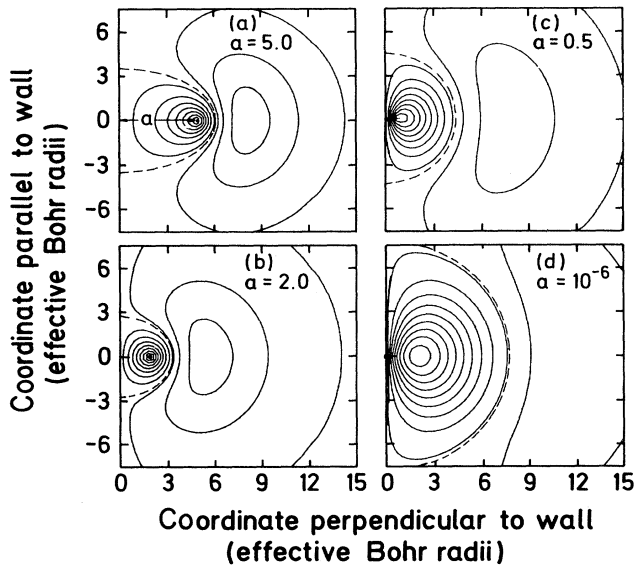 Coordinate parallel to wall
(effective Bohr radii)
(a)
a = 5.0
6
3
0
-3
-6
a
(c)
a = 0.5
(b)
a = 2.0
6
3
0
-3
-6
(d)
a = 10⁻⁶
0 3 6 9 12 15
0 3 6 9 12 15
Coordinate perpendicular to wall
(effective Bohr radii)